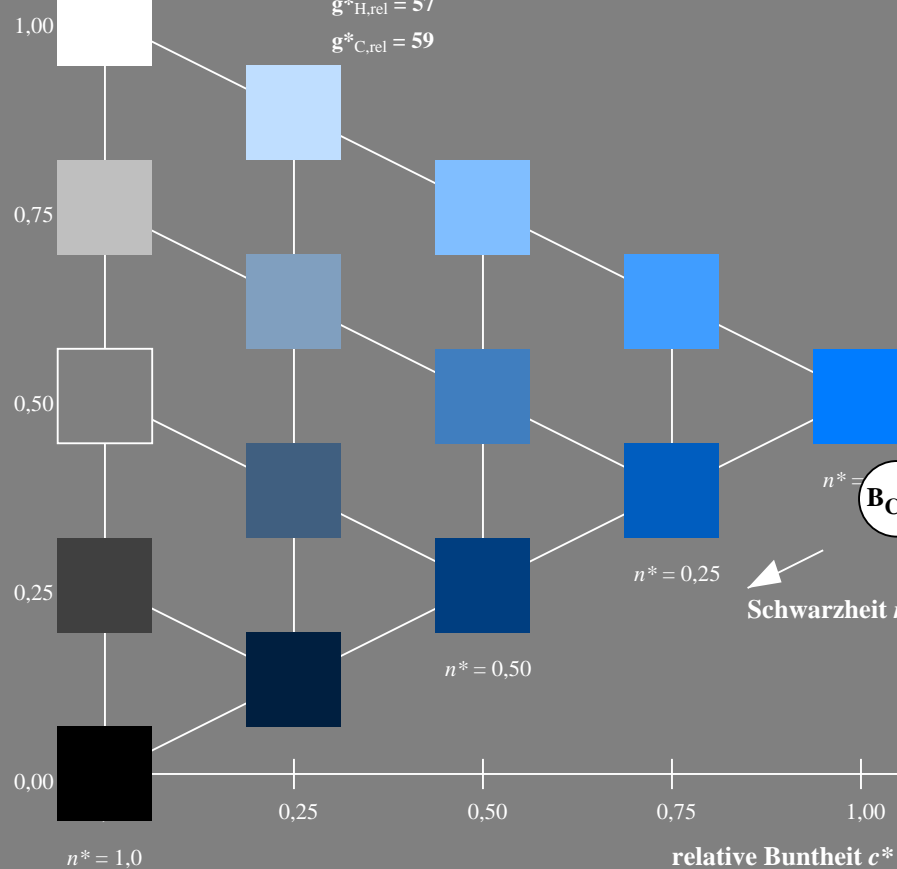 g*H,rel = 57
1,00
g*C,rel = 59
0,75
0,50
n* =
BC
n* = 0,25
0,25
Schwarzheit
n* = 0,50
0,00
0,25
0,50
0,75
1,00
n* = 1,0
relative Buntheit c*